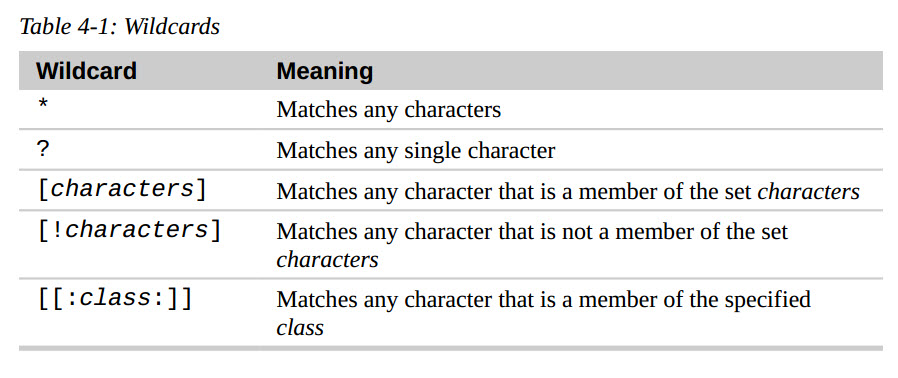 Table 4-1: Wildcards
Wildcard Meaning
* Matches any characters
? Matches any single character
[characters] Matches any character that is a member of the set characters
[!characters] Matches any character that is not a member of the set
characters
[[:class:]] Matches any character that is a member of the specified
class